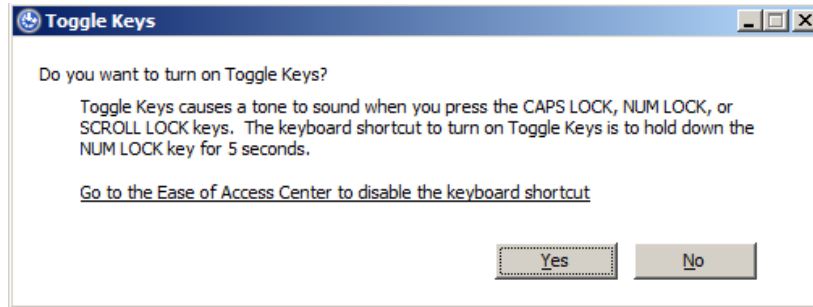 Toggle Keys
Do you want to turn on Toggle Keys?
Toggle Keys causes a tone to sound when you press the CAPS LOCK, NUM LOCK, or
SCROLL LOCK keys.  The keyboard shortcut to turn on Toggle Keys is to hold down the
NUM LOCK key for 5 seconds.
Go to the Ease of Access Center to disable the keyboard shortcut
Yes No